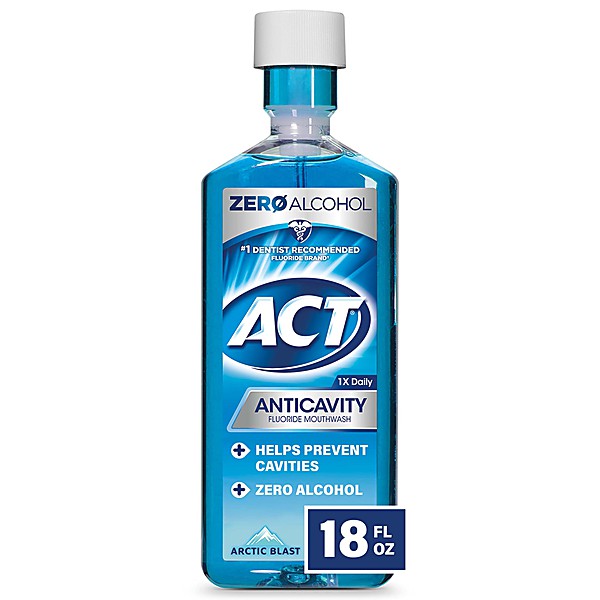 ZERØ ALCOHOL
#1 DENTIST RECOMMENDED
FLUORIDE BRAND†
ACT®
1X Daily
ANTICAVITY
FLUORIDE MOUTHWASH
HELPS PREVENT
CAVITIES
ZERO ALCOHOL
ARCTIC BLAST
18 FL
OZ